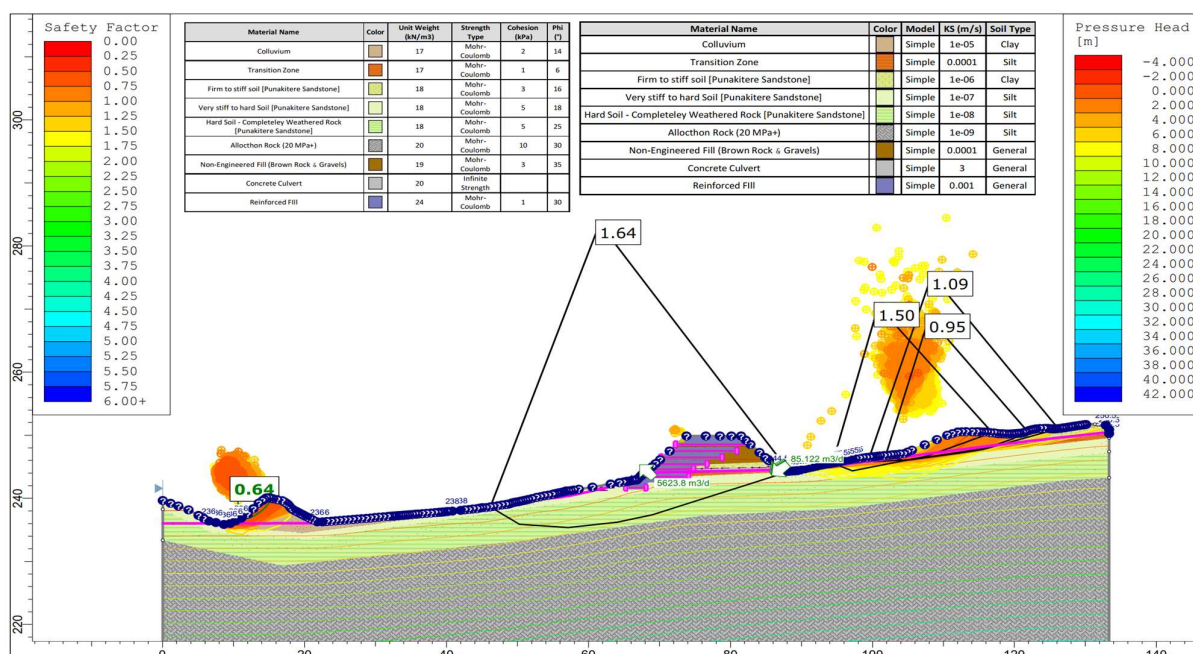 Safety Factor
0.00
0.25
0.50
0.75
1.00
1.25
1.50
1.75
2.00
2.25
2.50
2.75
3.00
3.25
3.50
3.75
4.00
4.25
4.50
4.75
5.00
5.25
5.50
5.75
6.00+
Material Name Color Unit Weight (kN/m3) Strength Type Cohesion (kPa) Phi (°)
Colluvium 17 Mohr-Coulomb 2 14
Transition Zone 17 Mohr-Coulomb 1 6
Firm to stiff soil [Punakitere Sandstone] 18 Mohr-Coulomb 3 16
Very stiff to hard Soil [Punakitere Sandstone] 18 Mohr-Coulomb 5 18
Hard Soil - Completeley Weathered Rock [Punakitere Sandstone] 18 Mohr-Coulomb 5 25
Allocthon Rock (20 MPa+) 20 Mohr-Coulomb 10 30
Non-Engineered Fill (Brown Rock & Gravels) 19 Mohr-Coulomb 3 35
Concrete Culvert 20 Infinite Strength
Reinforced FIll 24 Mohr-Coulomb 1 30
Material Name Color Model KS (m/s) Soil Type
Colluvium Simple 1e-05 Clay
Transition Zone Simple 0.0001 Silt
Firm to stiff soil [Punakitere Sandstone] Simple 1e-06 Clay
Very stiff to hard Soil [Punakitere Sandstone] Simple 1e-07 Silt
Hard Soil - Completeley Weathered Rock [Punakitere Sandstone] Simple 1e-08 Silt
Allocthon Rock (20 MPa+) Simple 1e-09 Silt
Non-Engineered Fill (Brown Rock & Gravels) Simple 0.0001 General
Concrete Culvert Simple 3 General
Reinforced FIll Simple 0.001 General
Pressure Head
[m]
-4.000
-2.000
0.000
2.000
4.000
6.000
8.000
10.000
12.000
14.000
16.000
18.000
20.000
22.000
24.000
26.000
28.000
30.000
32.000
34.000
36.000
38.000
40.000
42.000
300
280
260
240
220
1.64
1.09
1.50
0.95
0.64
85.122 m3/d
5623.8 m3/d
2366
23838
0
20
40
60
80
100
120
140